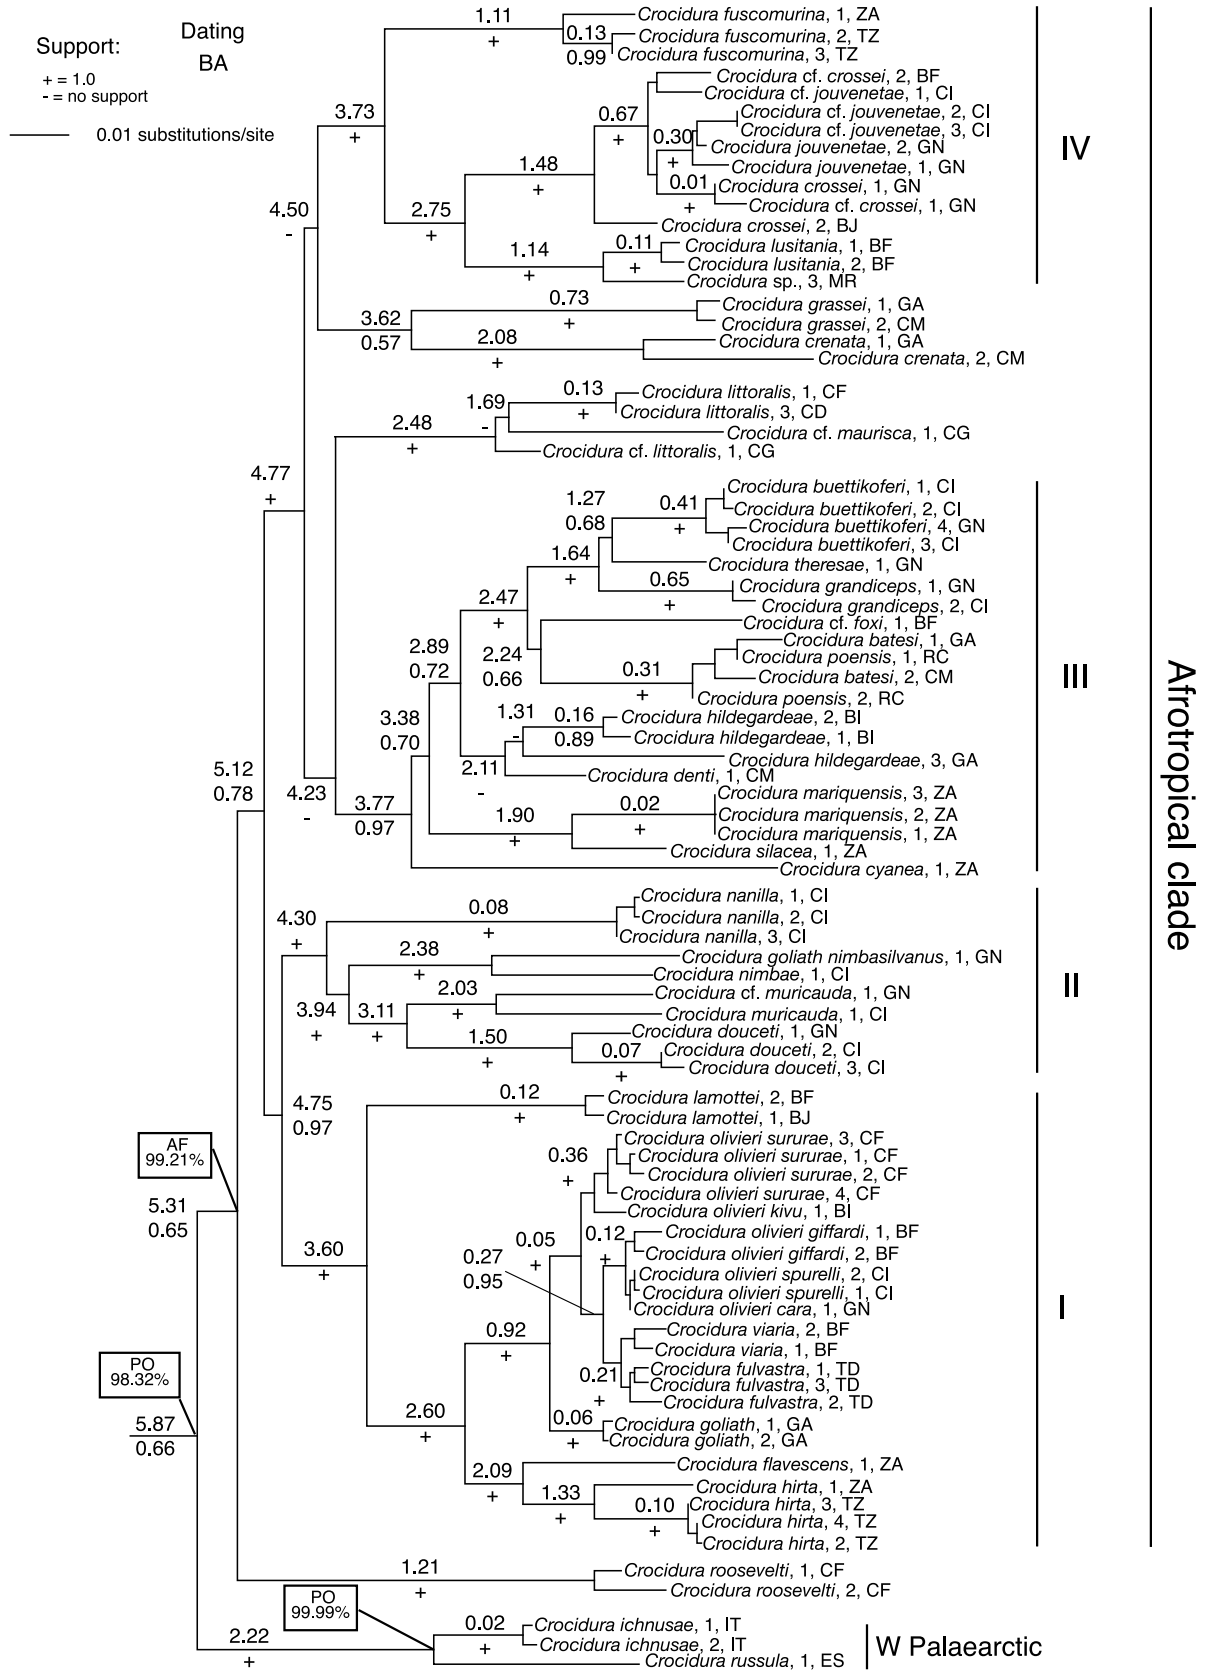 Support:
Dating
BA
+ = 1.0
- = no support
0.01 substitutions/site
1.11
+
Crocidura fuscomurina, 1, ZA
0.13
0.99
Crocidura fuscomurina, 2, TZ
Crocidura fuscomurina, 3, TZ
3.73
+
Crocidura cf. crossei, 2, BF
Crocidura cf. jouvenetae, 1, CI
0.67
+
Crocidura cf. jouvenetae, 2, CI
Crocidura cf. jouvenetae, 3, CI
0.30
+
Crocidura jouvenetae, 2, GN
Crocidura jouvenetae, 1, GN
1.48
+
0.01
+
Crocidura crossei, 1, GN
Crocidura cf. crossei, 1, GN
IV
4.50
-
2.75
+
Crocidura crossei, 2, BJ
1.14
+
0.11
+
Crocidura lusitania, 1, BF
Crocidura lusitania, 2, BF
Crocidura sp., 3, MR
3.62
0.57
0.73
+
Crocidura grassei, 1, GA
Crocidura grassei, 2, CM
2.08
+
Crocidura crenata, 1, GA
Crocidura crenata, 2, CM
1.69
-
0.13
+
Crocidura littoralis, 1, CF
Crocidura littoralis, 3, CD
2.48
+
Crocidura cf. maurisca, 1, CG
Crocidura cf. littoralis, 1, CG
4.77
+
1.27
0.68
0.41
+
Crocidura buettikoferi, 1, CI
Crocidura buettikoferi, 2, CI
Crocidura buettikoferi, 4, GN
Crocidura buettikoferi, 3, CI
1.64
+
Crocidura theresae, 1, GN
0.65
+
Crocidura grandiceps, 1, GN
Crocidura grandiceps, 2, CI
2.47
+
Crocidura cf. foxi, 1, BF
2.89
0.72
2.24
0.66
0.31
+
Crocidura batesi, 1, GA
Crocidura poensis, 1, RC
Crocidura batesi, 2, CM
Crocidura poensis, 2, RC
III
3.38
0.70
1.31
-
0.16
0.89
Crocidura hildegardeae, 2, BI
Crocidura hildegardeae, 1, BI
Crocidura hildegardeae, 3, GA
2.11
-
Crocidura denti, 1, CM
5.12
0.78
4.23
-
3.77
0.97
1.90
+
0.02
+
Crocidura mariquensis, 3, ZA
Crocidura mariquensis, 2, ZA
Crocidura mariquensis, 1, ZA
Crocidura silacea, 1, ZA
Crocidura cyanea, 1, ZA
Afrotropical clade
4.30
+
0.08
+
Crocidura nanilla, 1, CI
Crocidura nanilla, 2, CI
Crocidura nanilla, 3, CI
2.38
+
Crocidura goliath nimbasilvanus, 1, GN
Crocidura nimbae, 1, CI
II
3.94
+
3.11
+
2.03
+
Crocidura cf. muricauda, 1, GN
Crocidura muricauda, 1, CI
1.50
+
Crocidura douceti, 1, GN
0.07
+
Crocidura douceti, 2, CI
Crocidura douceti, 3, CI
4.75
0.97
0.12
+
Crocidura lamottei, 2, BF
Crocidura lamottei, 1, BJ
AF
99.21%
5.31
0.65
0.36
+
Crocidura olivieri sururae, 3, CF
Crocidura olivieri sururae, 1, CF
Crocidura olivieri sururae, 2, CF
Crocidura olivieri sururae, 4, CF
Crocidura olivieri kivu, 1, BI
3.60
+
0.05
+
0.12
+
0.27
0.95
Crocidura olivieri giffardi, 1, BF
Crocidura olivieri giffardi, 2, BF
Crocidura olivieri spurelli, 2, CI
Crocidura olivieri spurelli, 1, CI
Crocidura olivieri cara, 1, GN
I
0.92
+
Crocidura viaria, 2, BF
Crocidura viaria, 1, BF
0.21
+
Crocidura fulvastra, 1, TD
Crocidura fulvastra, 3, TD
Crocidura fulvastra, 2, TD
PO
98.32%
5.87
0.66
2.60
+
0.06
+
Crocidura goliath, 1, GA
Crocidura goliath, 2, GA
2.09
+
Crocidura flavescens, 1, ZA
1.33
+
Crocidura hirta, 1, ZA
0.10
+
Crocidura hirta, 3, TZ
Crocidura hirta, 4, TZ
Crocidura hirta, 2, TZ
1.21
+
Crocidura roosevelti, 1, CF
Crocidura roosevelti, 2, CF
PO
99.99%
2.22
+
0.02
+
Crocidura ichnusae, 1, IT
Crocidura ichnusae, 2, IT
Crocidura russula, 1, ES
W Palaearctic